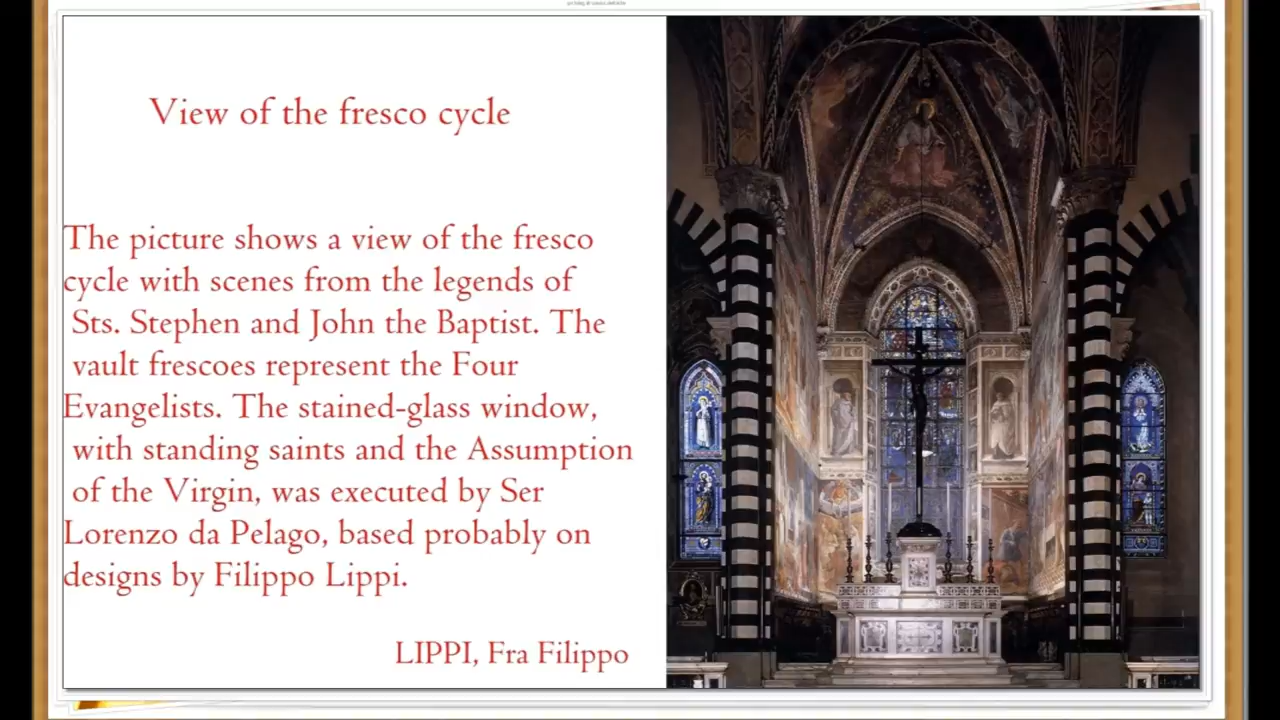 View of the fresco cycle
The picture shows a view of the fresco
cycle with scenes from the legends of
Sts. Stephen and John the Baptist. The
vault frescoes represent the Four
Evangelists. The stained-glass window,
with standing saints and the Assumption
of the Virgin, was executed by Ser
Lorenzo da Pelago, based probably on
designs by Filippo Lippi.
LIPPI, Fra Filippo